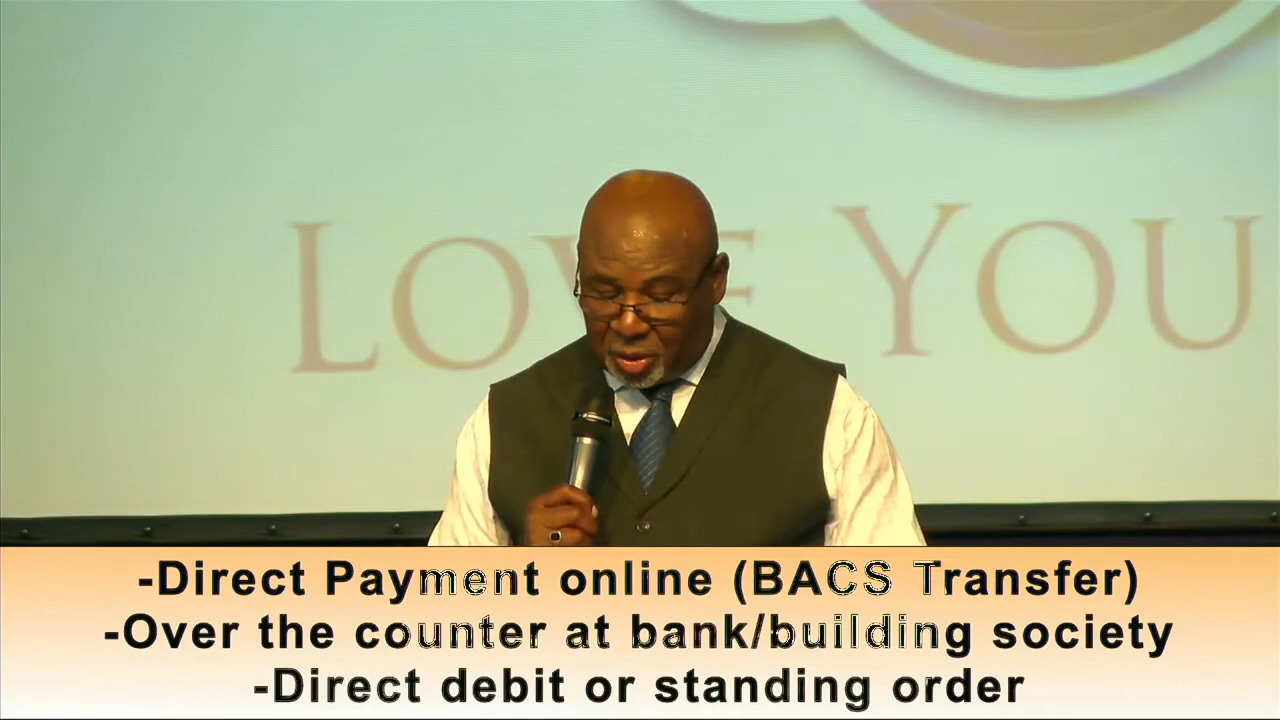 LOVE YOU
-Direct Payment online (BACS Transfer)
-Over the counter at bank/building society
-Direct debit or standing order